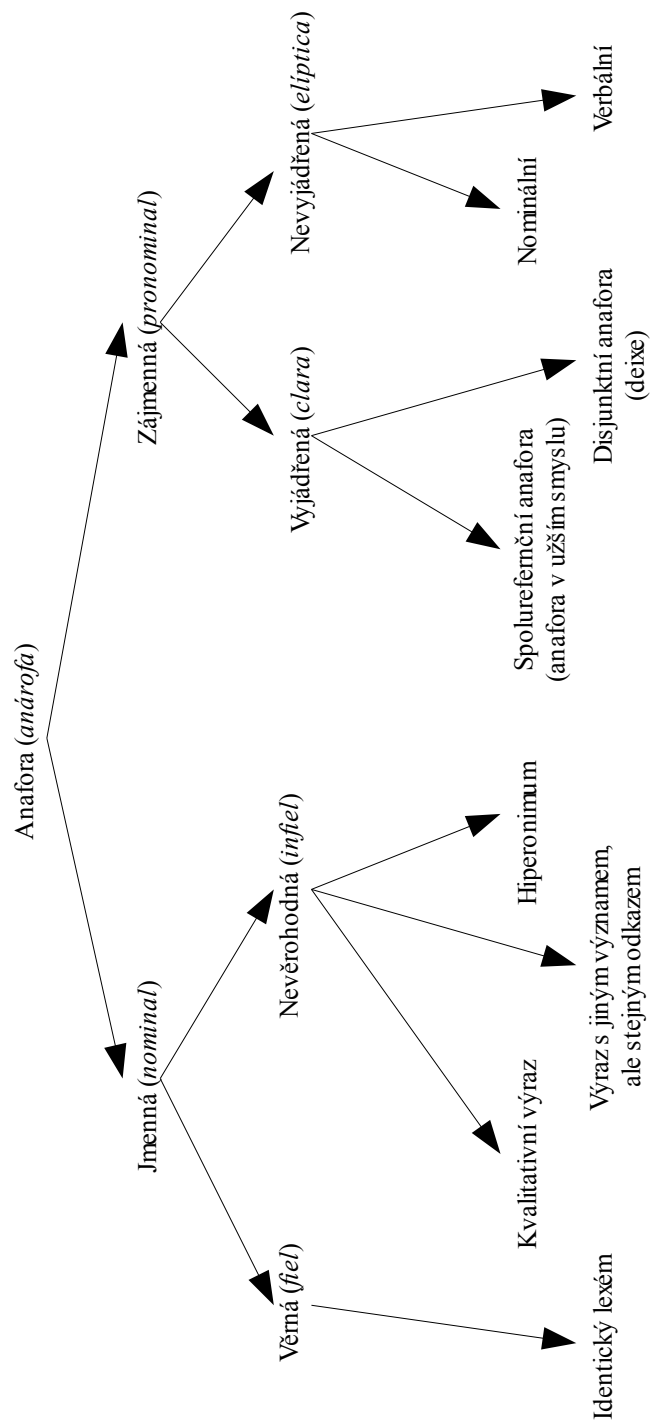 Anafora (anárofa)
Jmenná (nominal)
Zájmenná (pronominal)
Věrná (fiel)
Nevěrohodná (infiel)
Vyjádřená (clara)
Nevyjádřená (elíptica)
Identický lexém
Kvalitativní výraz
Výraz s jiným významem,
ale stejným odkazem
Hiperonimum
Spolurefernční anafora
(anafora v užším smyslu)
Disjunktní anafora
(deixe)
Nominální
Verbální